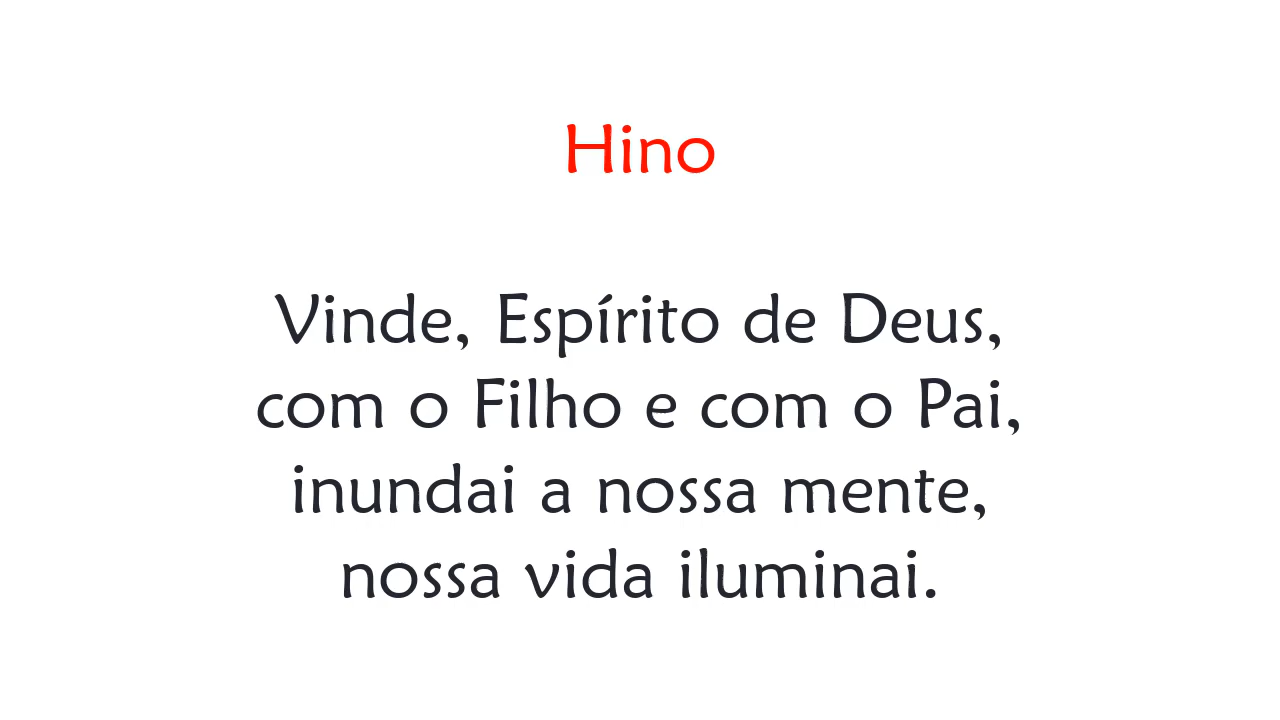 Hino
Vinde, Espírito de Deus,
com o Filho e com o Pai,
inundai a nossa mente,
nossa vida iluminai.